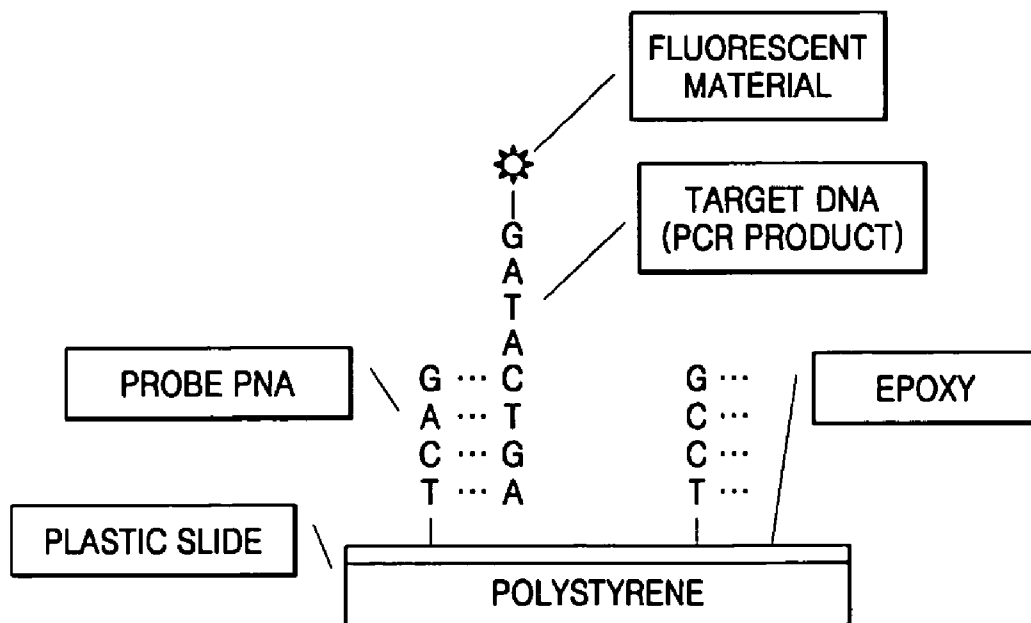 FLUORESCENT
MATERIAL
TARGET DNA
(PCR PRODUCT)
G
A
T
A
PROBE PNA
G ··· C
G ···
EPOXY
A ··· T
C ···
C ··· G
C ···
T ··· A
T ···
PLASTIC SLIDE
POLYSTYRENE